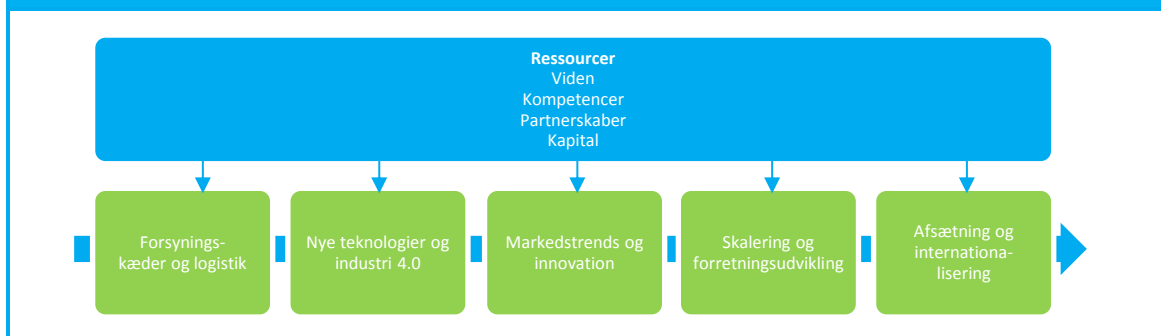 Ressourcer
Viden
Kompetencer
Partnerskaber
Kapital
Forsynings-
kæder og logistik
Nye teknologier og
industri 4.0
Markedstrends og
innovation
Skalering og
forretningsudvikling
Afsætning og
internationa-
lisering